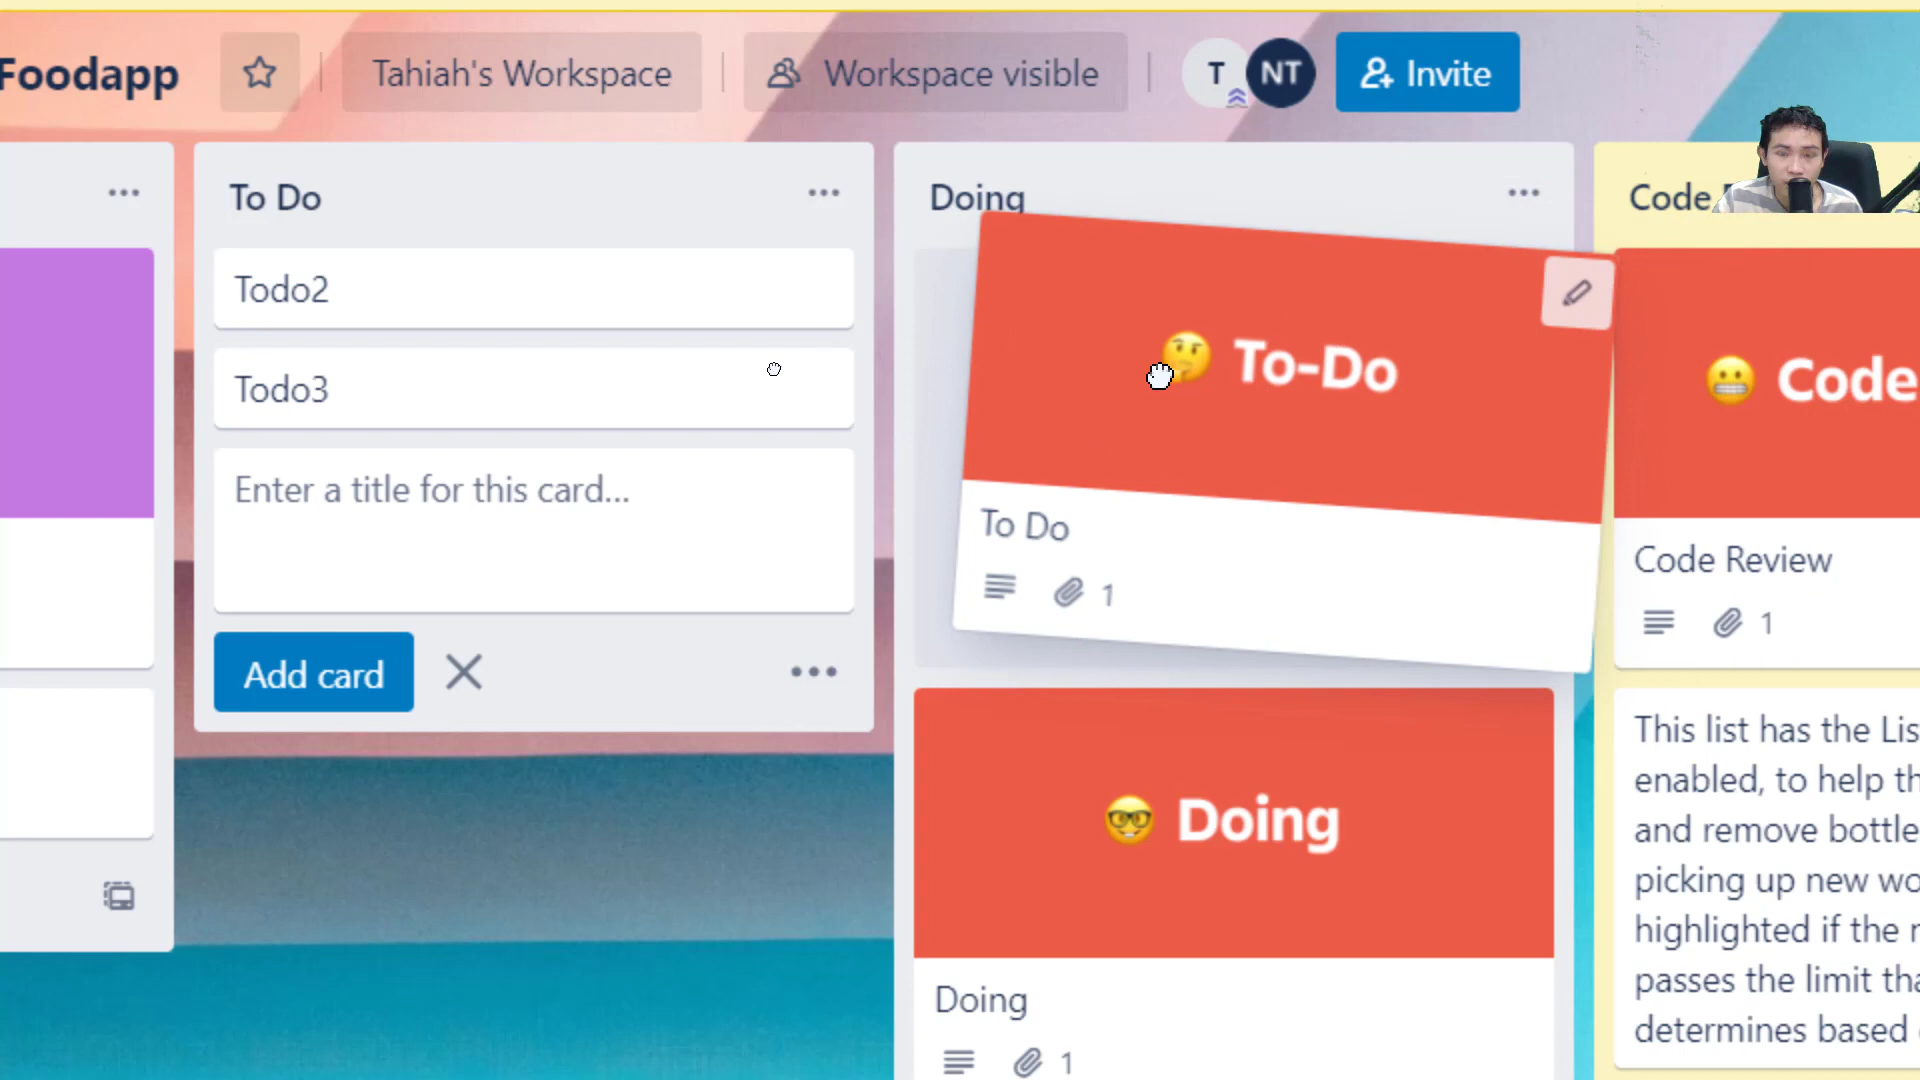 Foodapp
Tahiah's Workspace
Workspace visible
T
NT
Invite
To Do
Todo2
Todo3
Enter a title for this card...
Add card
Doing
To-Do
To Do
1
Doing
Doing
1
Code
Code
Code Review
1
This list has the Lis
enabled, to help th
and remove bottle
picking up new wo
highlighted if the
passes the limit tha
determines based